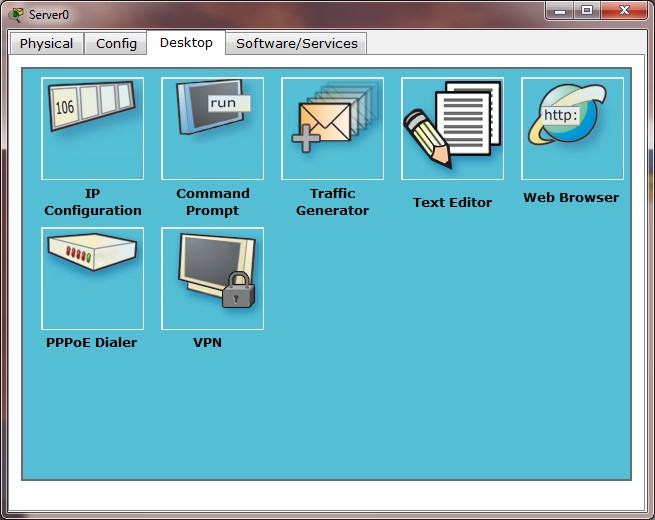 Server0
Physical Config Desktop Software/Services
106
run
http:
IP
Configuration
Command
Prompt
Traffic
Generator
Text Editor
Web Browser
PPPoE Dialer
VPN